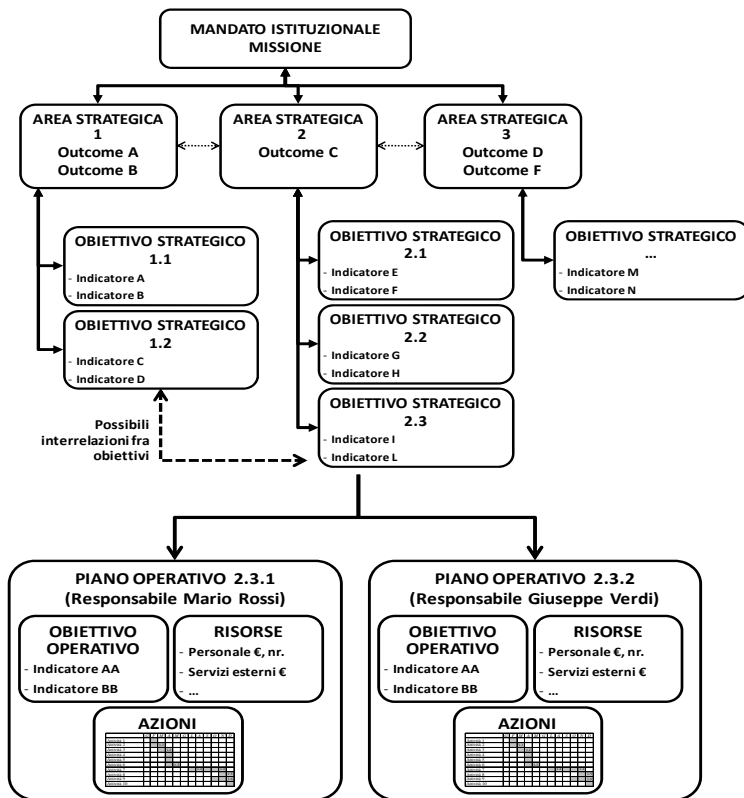 MANDATO ISTITUZIONALE
MISSIONE
AREA STRATEGICA
1
Outcome A
Outcome B
AREA STRATEGICA
2
Outcome C
AREA STRATEGICA
3
Outcome D
Outcome F
OBIETTIVO STRATEGICO
1.1
- Indicatore A
- Indicatore B
OBIETTIVO STRATEGICO
1.2
- Indicatore C
- Indicatore D
OBIETTIVO STRATEGICO
2.1
- Indicatore E
- Indicatore F
OBIETTIVO STRATEGICO
2.2
- Indicatore G
- Indicatore H
OBIETTIVO STRATEGICO
2.3
- Indicatore I
- Indicatore L
OBIETTIVO STRATEGICO
...
- Indicatore M
- Indicatore N
Possibili
interrelazioni fra
obiettivi
PIANO OPERATIVO 2.3.1
(Responsabile Mario Rossi)
OBIETTIVO
OPERATIVO
- Indicatore AA
- Indicatore BB
RISORSE
- Personale €, nr.
- Servizi esterni €
- ...
AZIONI
PIANO OPERATIVO 2.3.2
(Responsabile Giuseppe Verdi)
OBIETTIVO
OPERATIVO
- Indicatore AA
- Indicatore BB
RISORSE
- Personale €, nr.
- Servizi esterni €
- ...
AZIONI